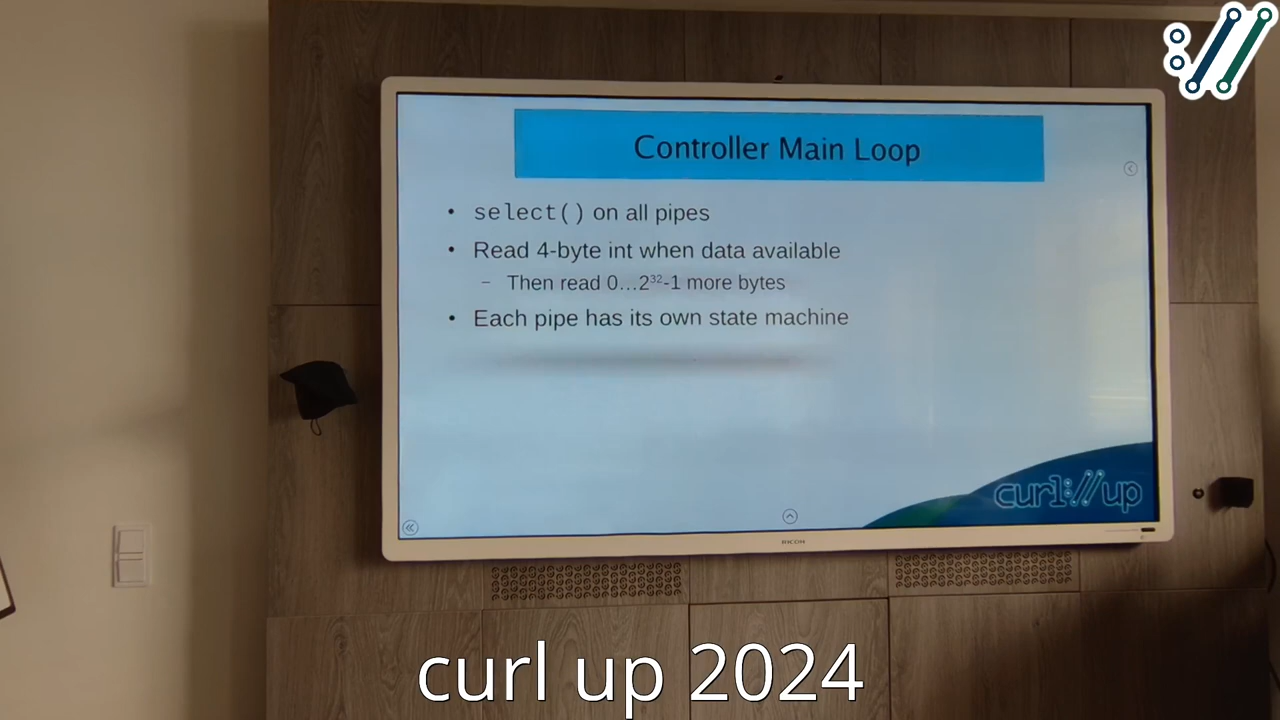 Controller Main Loop
• select() on all pipes
• Read 4-byte int when data available
– Then read 0…2³²-1 more bytes
• Each pipe has its own state machine
curl://up
RICOH
curl up 2024